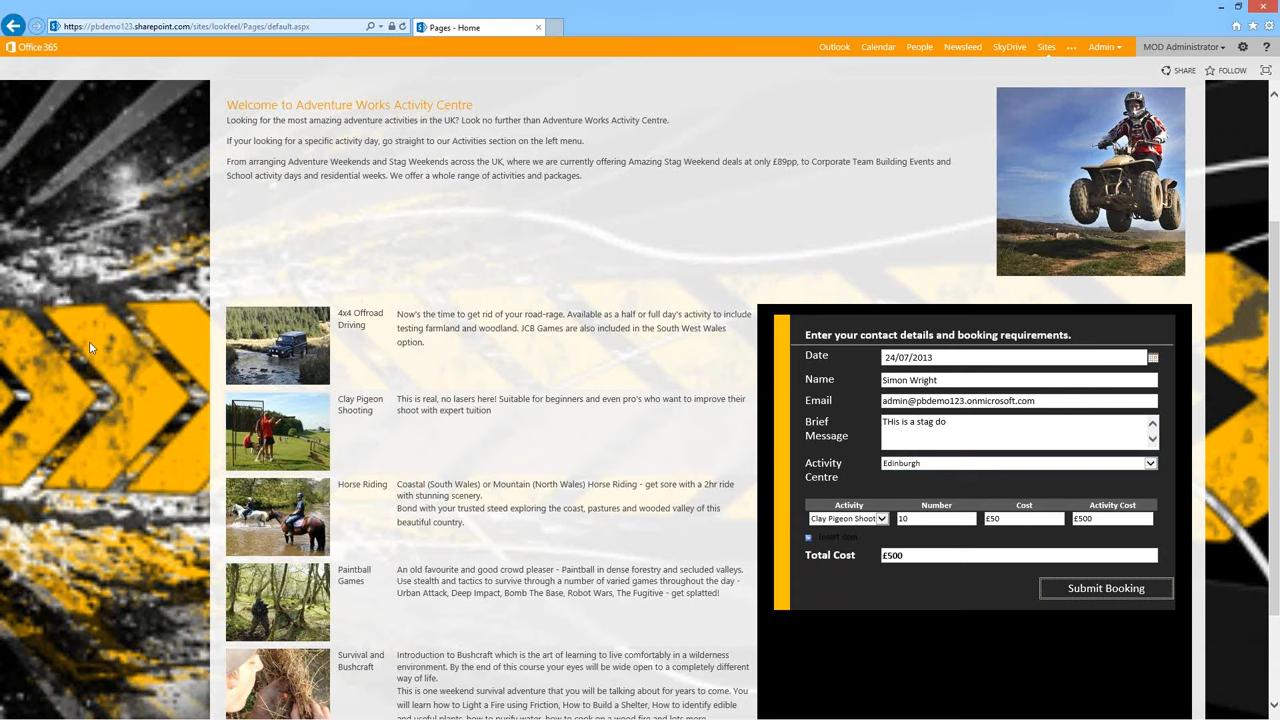 https://pbdemo123.sharepoint.com/sites/lookfeel/Pages/default.aspx
Pages - Home
Office 365
Outlook Calendar People Newsfeed SkyDrive Sites ... Admin MOD Administrator ?
SHARE FOLLOW
Welcome to Adventure Works Activity Centre
Looking for the most amazing adventure activities in the UK? Look no further than Adventure Works Activity Centre.
If your looking for a specific activity day, go straight to our Activities section on the left menu.
From arranging Adventure Weekends and Stag Weekends across the UK, where we are currently offering Amazing Stag Weekend deals at only £89pp, to Corporate Team Building Events and
School activity days and residential weeks. We offer a whole range of activities and packages.
4x4 Offroad
Driving
Now's the time to get rid of your road-rage. Available as a half or full day's activity to include
testing farmland and woodland. JCB Games are also included in the South West Wales
option.
Clay Pigeon
Shooting
This is real, no lasers here! Suitable for beginners and even pro's who want to improve their
shoot with expert tuition
Horse Riding
Coastal (South Wales) or Mountain (North Wales) Horse Riding - get sore with a 2hr ride
with stunning scenery.
Bond with your trusted steed exploring the coast, pastures and wooded valley of this
beautiful country.
Paintball
Games
An old favourite and good crowd pleaser - Paintball in dense forestry and secluded valleys.
Use stealth and tactics to survive through a number of varied games throughout the day -
Urban Attack, Deep Impact, Bomb The Base, Robot Wars, The Fugitive - get splatted!
Survival and
Bushcraft
Introduction to Bushcraft which is the art of learning to live comfortably in a wilderness
environment. By the end of this course your eyes will be wide open to a completely different
way of life.
This is one weekend survival adventure that you will be talking about for years to come. You
will learn how to Light a Fire using Friction, How to Build a Shelter, How to identify edible
and useful plants, how to purify water, how to cook on a wood fire and lots more
Enter your contact details and booking requirements.
Date 24/07/2013
Name Simon Wright
Email admin@pbdemo123.onmicrosoft.com
Brief
Message
THis is a stag do
Activity
Centre
Edinburgh
Activity Number Cost Activity Cost
Clay Pigeon Shoot 10 £50 £500
Insert item
Total Cost £500
Submit Booking